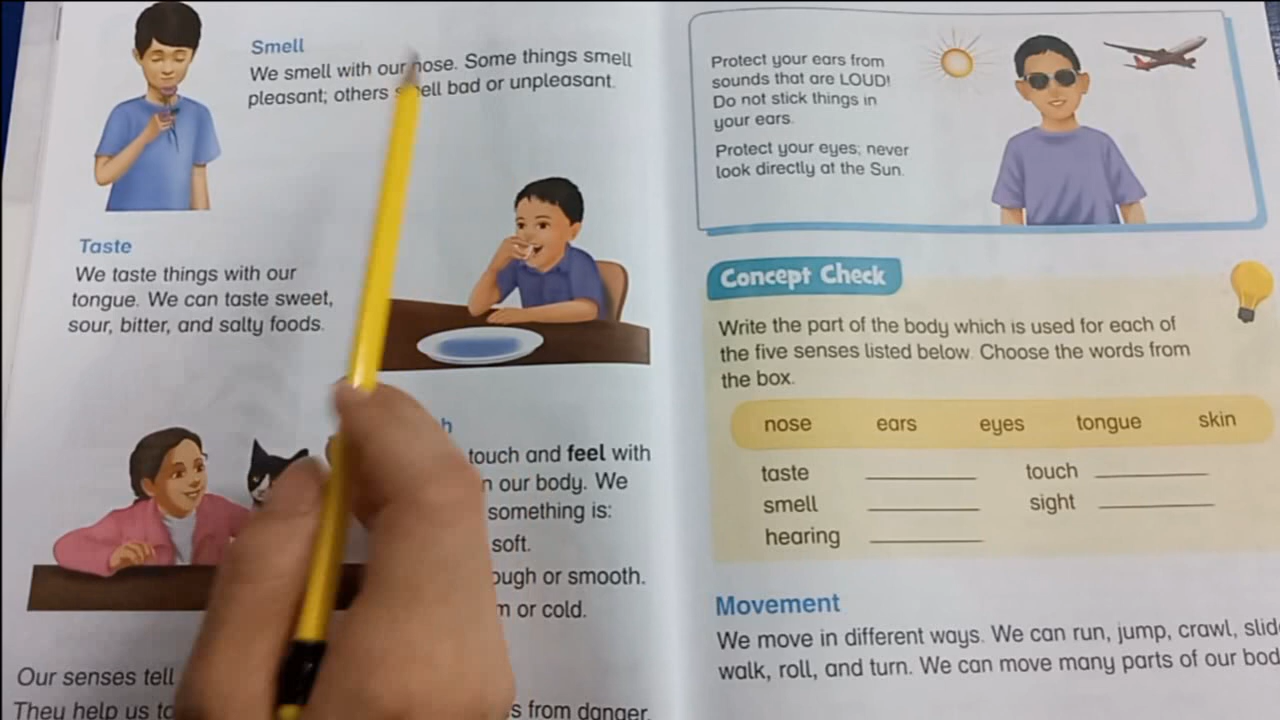 Smell
We smell with our nose. Some things smell
pleasant; others smell bad or unpleasant.
Taste
We taste things with our
tongue. We can taste sweet,
sour, bitter, and salty foods.
touch and feel with
our body. We
something is:
soft.
or smooth.
or cold.
Our senses tell
They help us
from danger.
Protect your ears from
sounds that are LOUD!
Do not stick things in
your ears.
Protect your eyes; never
look directly at the Sun.
Concept Check
Write the part of the body which is used for each of
the five senses listed below. Choose the words from
the box.
nose ears eyes tongue skin
taste touch
smell sight
hearing
Movement
We move in different ways. We can run, jump, crawl,
walk, roll, and turn. We can move many parts of our